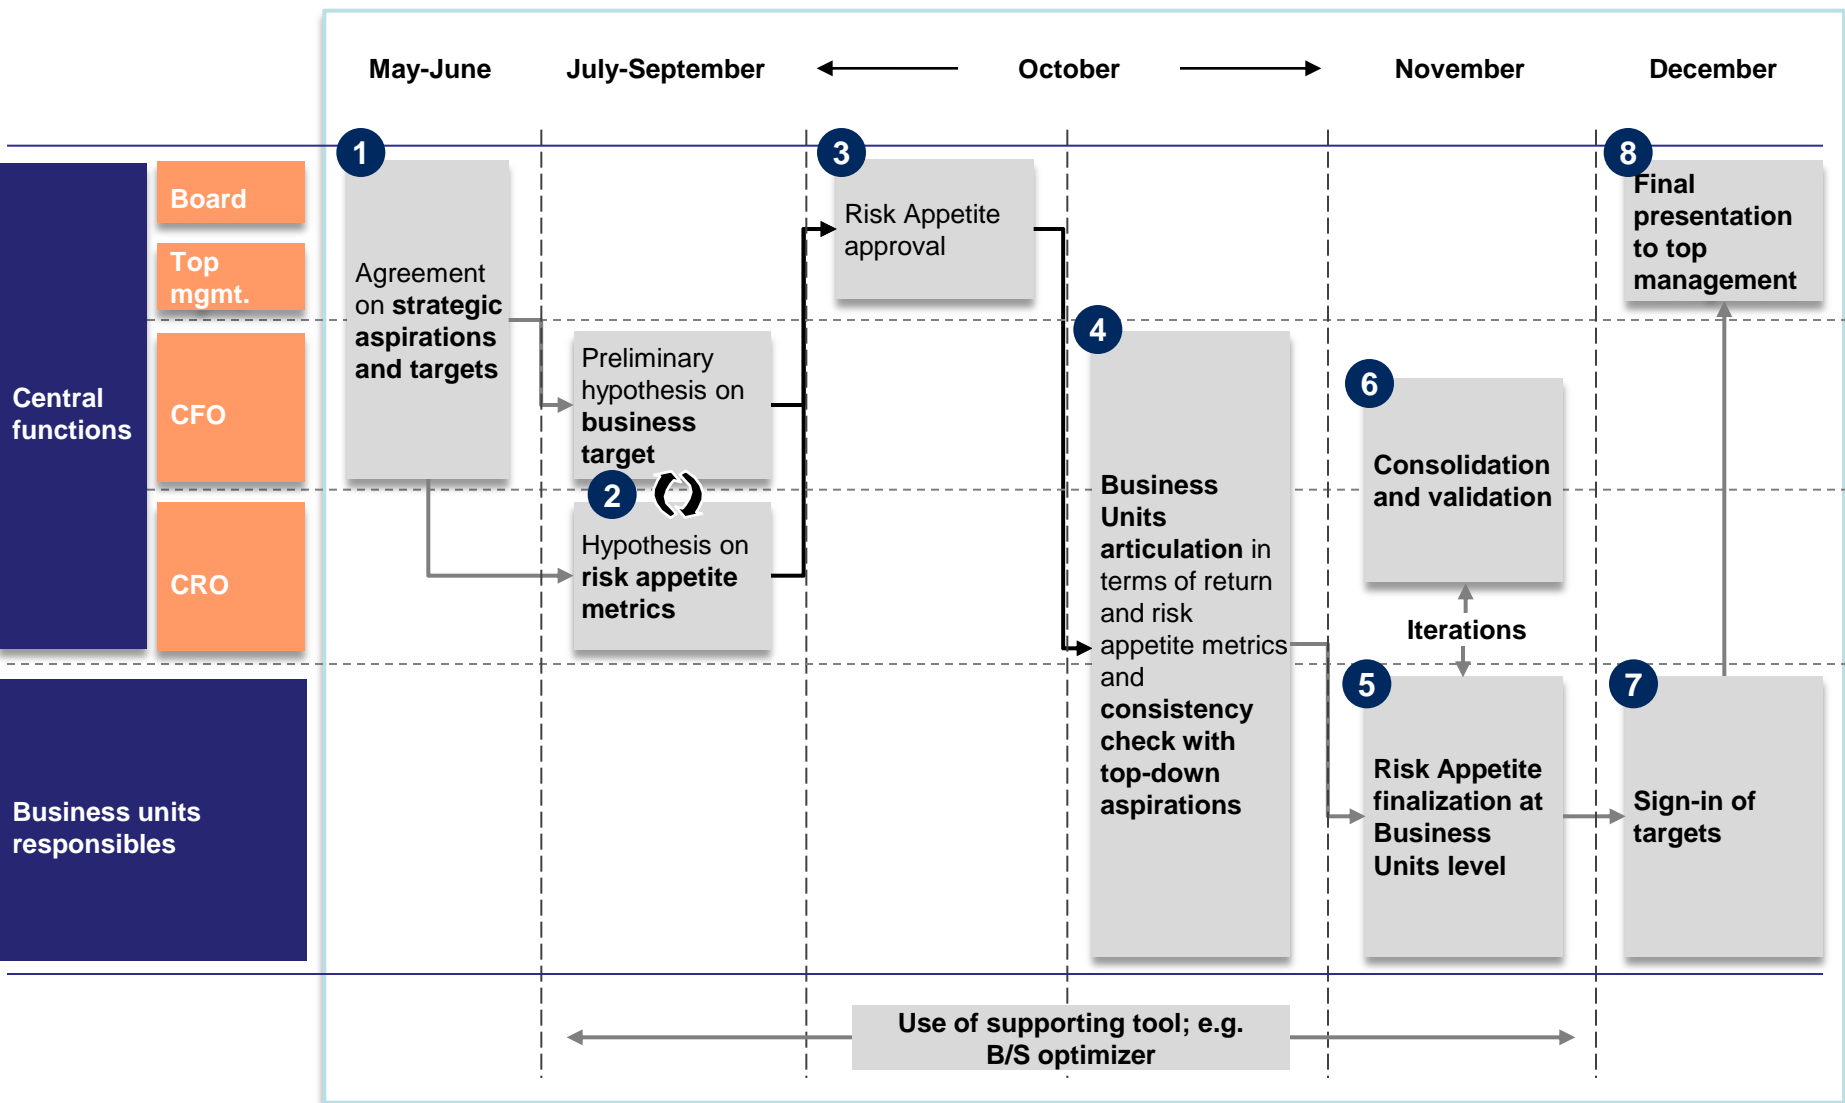 May-June
July-September
October
November
December
Central
functions
Board
Top
mgmt.
CFO
CRO
Business units
responsibles
1
Agreement
on strategic
aspirations
and targets
Preliminary
hypothesis on
business
target
2
Hypothesis on
risk appetite
metrics
3
Risk Appetite
approval
4
Business
Units
articulation in
terms of return
and risk
appetite metrics
and
consistency
check with
top-down
aspirations
6
Consolidation
and validation
Iterations
5
Risk Appetite
finalization at
Business
Units level
8
Final
presentation
to top
management
7
Sign-in of
targets
Use of supporting tool; e.g.
B/S optimizer